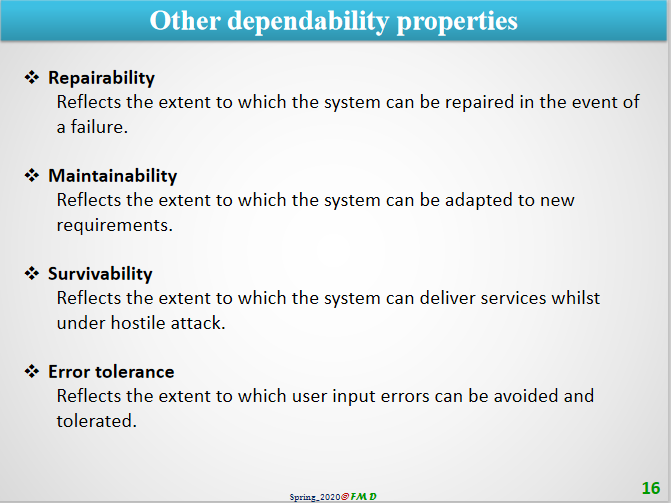 Other dependability properties
❖ Repairability
Reflects the extent to which the system can be repaired in the event of
a failure.
❖ Maintainability
Reflects the extent to which the system can be adapted to new
requirements.
❖ Survivability
Reflects the extent to which the system can deliver services whilst
under hostile attack.
❖ Error tolerance
Reflects the extent to which user input errors can be avoided and
tolerated.
Spring_2020@FMD
16